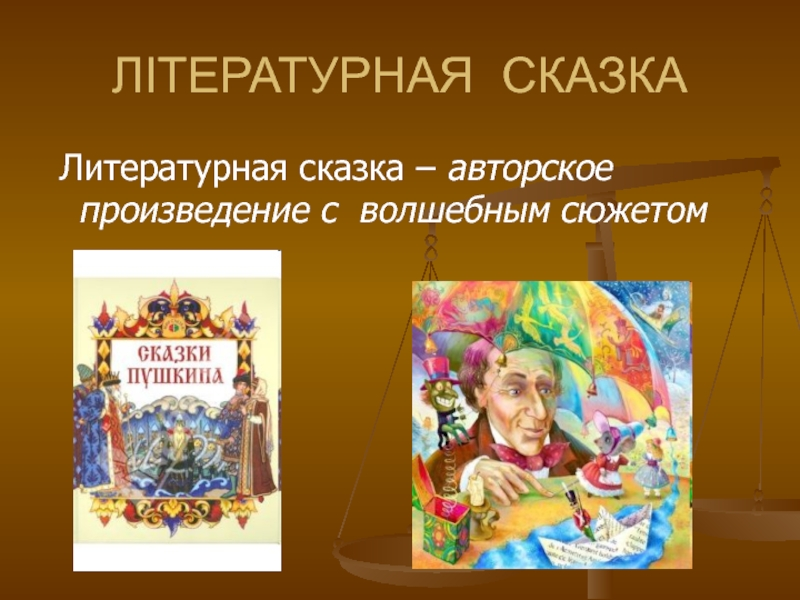 ЛІТЕРАТУРНАЯ СКАЗКА
Литературная сказка – авторское
произведение с волшебным сюжетом
СКАЗКИ
ПУШКИНА